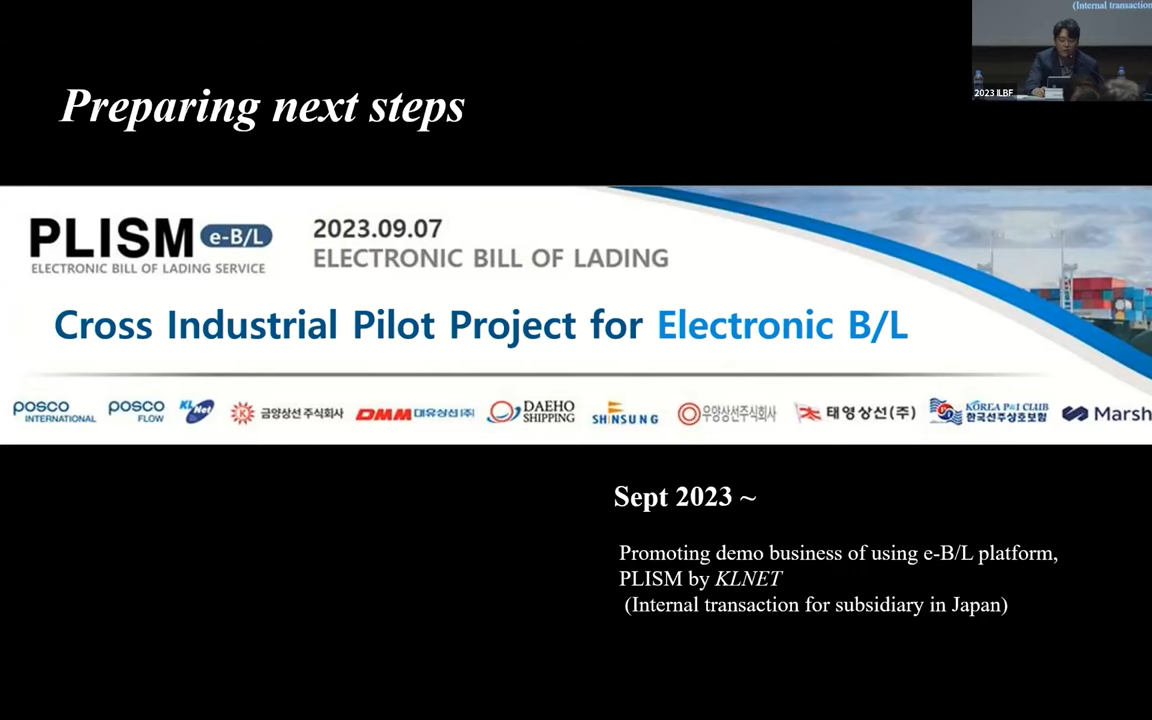 (Internal transaction
2023 ILBF
Preparing next steps
PLISM e-B/L
ELECTRONIC BILL OF LADING SERVICE
2023.09.07
ELECTRONIC BILL OF LADING
Cross Industrial Pilot Project for Electronic B/L
posco INTERNATIONAL
posco FLOW
KL Net
K 금양상선 주식회사
DMM 대유상선(주)
DAEHO SHIPPING
SHINSUNG
우양상선주식회사
태영상선(주)
KOREA P&I CLUB 한국선주상호보험
Marsh
Sept 2023 ~
Promoting demo business of using e-B/L platform,
PLISM by KLNET
(Internal transaction for subsidiary in Japan)